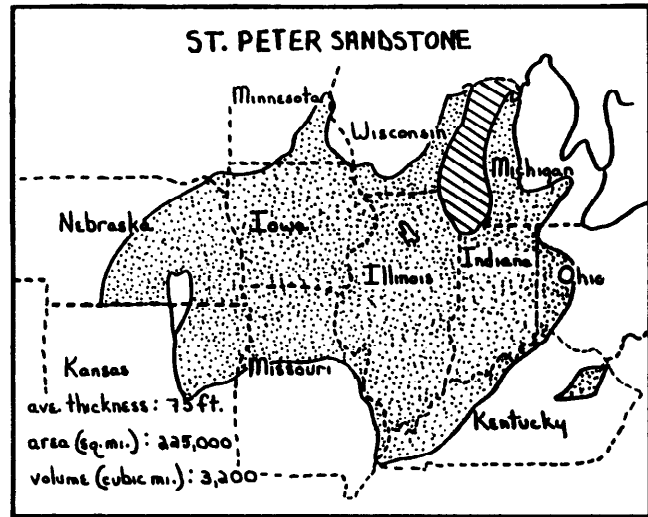 ST. PETER SANDSTONE
Minnesota
Wisconsin
Michigan
Nebraska
Iowa
Illinois
Indiana
Ohio
Kansas
Missouri
Kentucky
ave. thickness: 75 ft.
area (sq. mi.): 225,000
volume (cubic mi.): 3,200